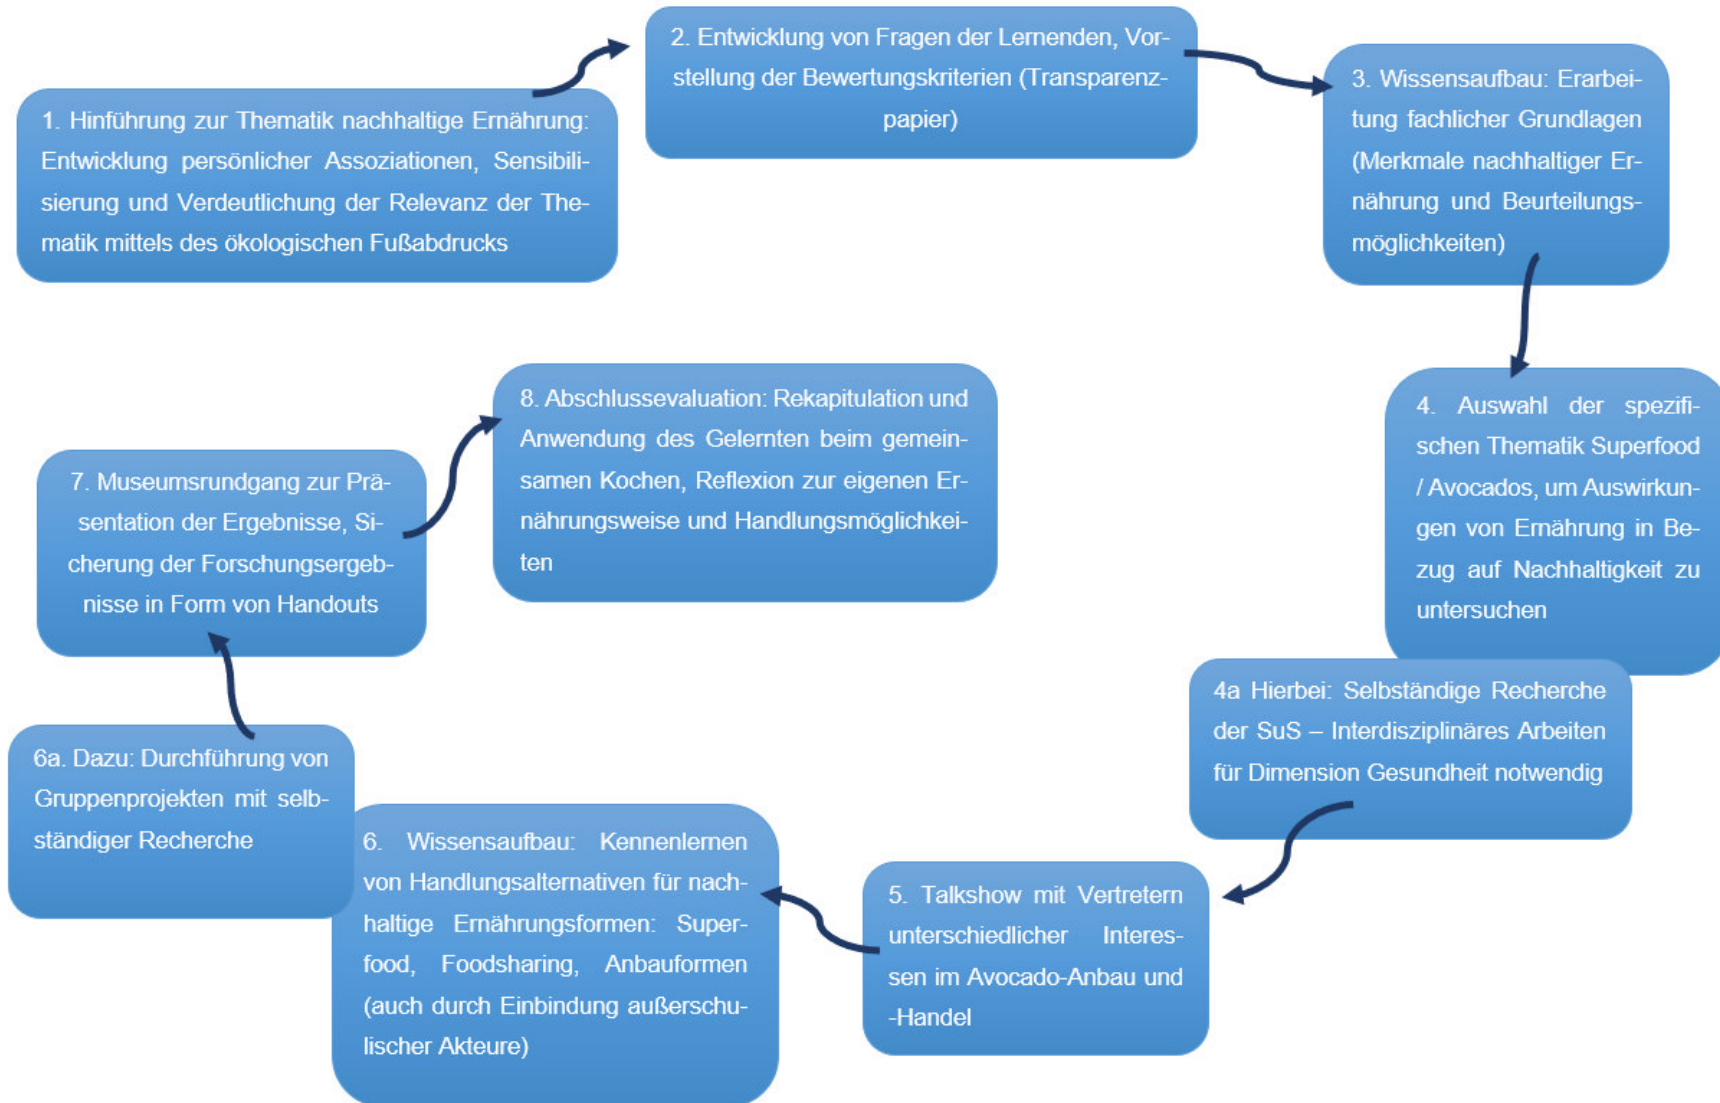 1. Hinführung zur Thematik nachhaltige Ernährung:
Entwicklung persönlicher Assoziationen, Sensibili-
sierung und Verdeutlichung der Relevanz der The-
matik mittels des ökologischen Fußabdrucks
2. Entwicklung von Fragen der Lernenden, Vor-
stellung der Bewertungskriterien (Transparenz-
papier)
3. Wissensaufbau: Erarbei-
tung fachlicher Grundlagen
(Merkmale nachhaltiger Er-
nährung und Beurteilungs-
möglichkeiten)
4. Auswahl der spezifi-
schen Thematik Superfood
/ Avocados, um Auswirkun-
gen von Ernährung in Be-
zug auf Nachhaltigkeit zu
untersuchen
4a Hierbei: Selbständige Recherche
der SuS – Interdisziplinäres Arbeiten
für Dimension Gesundheit notwendig
5. Talkshow mit Vertretern
unterschiedlicher Interes-
sen im Avocado-Anbau und
-Handel
6. Wissensaufbau: Kennenlernen
von Handlungsalternativen für nach-
haltige Ernährungsformen: Super-
food, Foodsharing, Anbauformen
(auch durch Einbindung außerschu-
lischer Akteure)
6a. Dazu: Durchführung von
Gruppenprojekten mit selb-
ständiger Recherche
7. Museumsrundgang zur Prä-
sentation der Ergebnisse, Si-
cherung der Forschungsergeb-
nisse in Form von Handouts
8. Abschlussevaluation: Rekapitulation und
Anwendung des Gelernten beim gemein-
samen Kochen, Reflexion zur eigenen Er-
nährungsweise und Handlungsmöglichkei-
ten